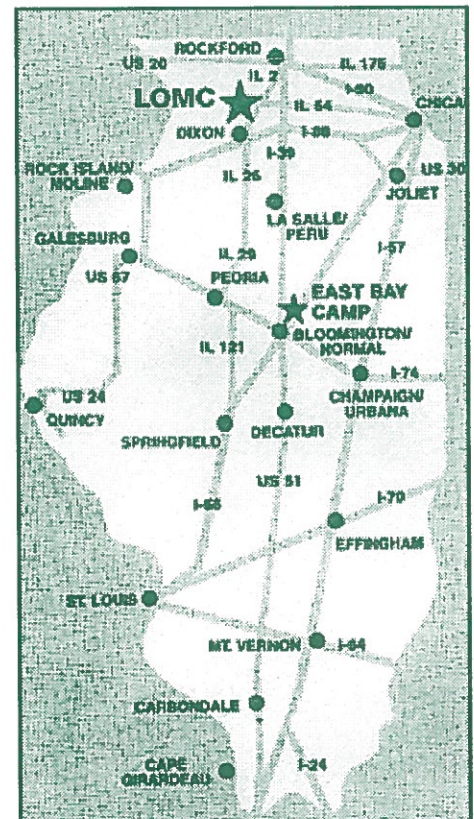 ROCKFORD
US 20
IL 2
IL 176
I-90
LOMC
IL 64
CHICA
DIXON
I-88
I-39
ROCK ISLAND/
MOLINE
IL 26
US 30
JOLIET
LA SALLE/
PERU
GALESBURG
IL 29
I-57
US 67
PEORIA
EAST BAY
CAMP
BLOOMINGTON/
NORMAL
IL 121
I-74
US 24
QUINCY
CHAMPAIGN/
URBANA
SPRINGFIELD
DECATUR
US 51
I-55
I-70
EFFINGHAM
ST. LOUIS
MT. VERNON
I-64
CARBONDALE
CAPE
GIRARDEAU
I-24